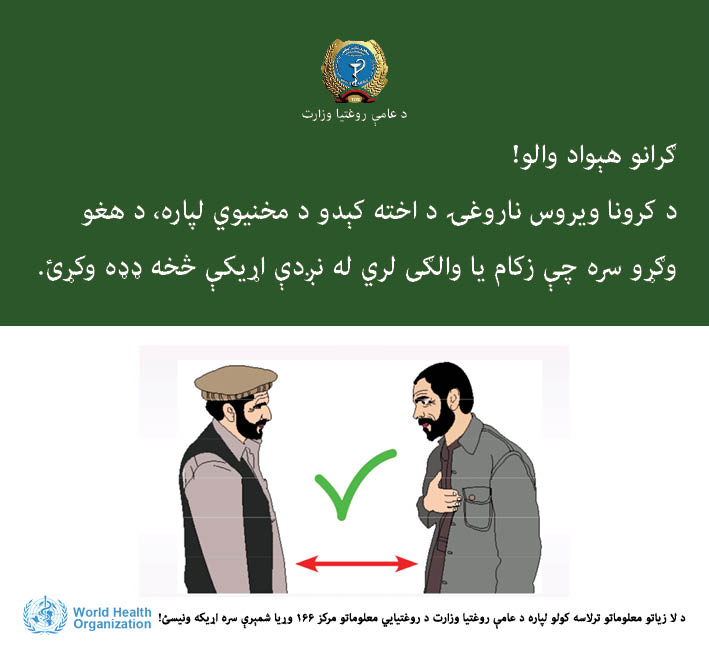 د عامې روغتیا وزارت
ګرانو هېواد والو!
د کرونا ویروس ناروغۍ د اخته کېدو د مخنیوي لپاره، د هغو
وګړو سره چې زکام یا والګی لري له نږدې اړیکې څخه ډډه وکړئ.
World Health
Organization
د لا زیاتو معلوماتو ترلاسه کولو لپاره د عامې روغتیا وزارت د روغتیايي معلوماتو مرکز ۱۶۶ وړیا شمېرې سره اړیکه ونیسئ!